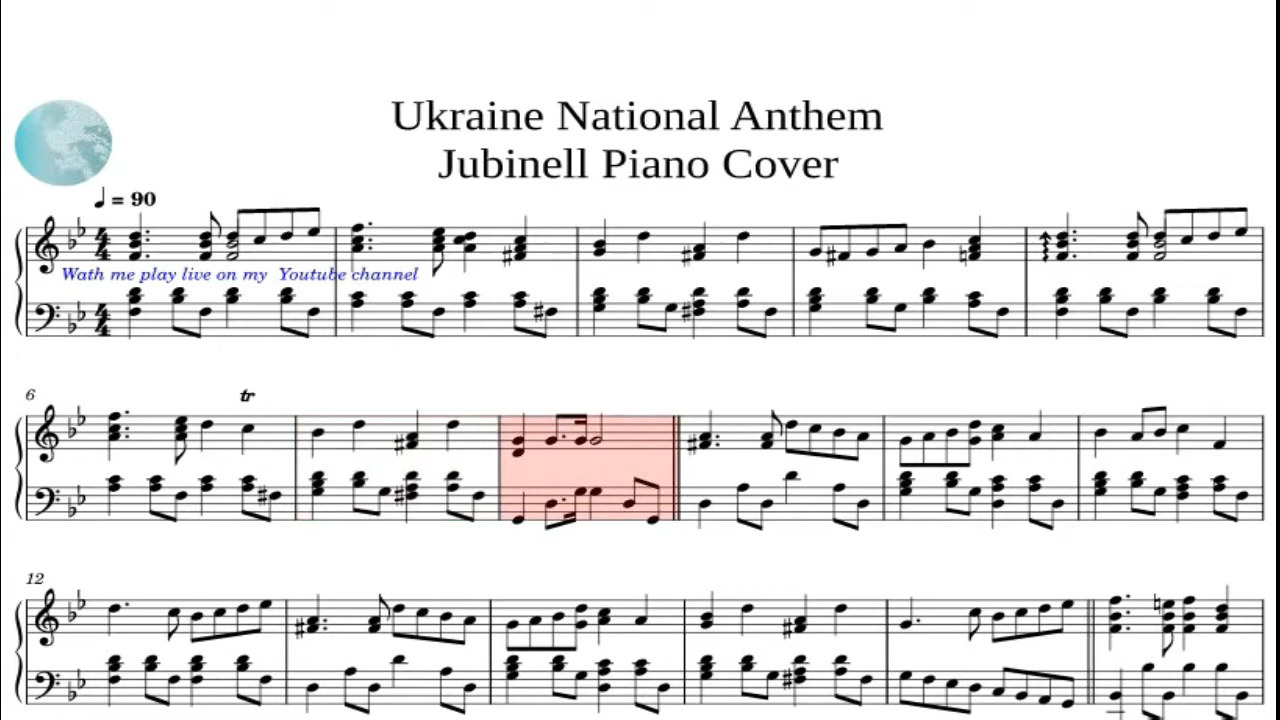 Ukraine National Anthem
Jubinell Piano Cover
♩ = 90
Wath me play live on my Youtube channel
6
tr
12